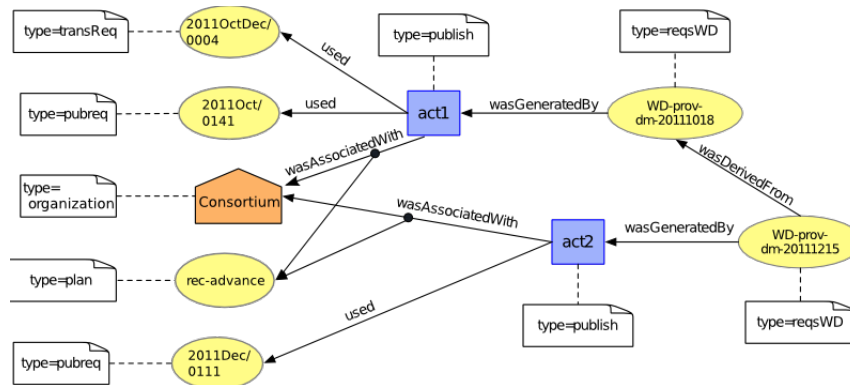 type=transReq
2011OctDec/
0004
used
type=publish
type=reqsWD
type=pubreq
2011Oct/
0141
used
act1
wasGeneratedBy
WD-prov-
dm-20111018
wasAssociatedWith
wasDerivedFrom
type=
organization
Consortium
wasAssociatedWith
act2
wasGeneratedBy
WD-prov-
dm-20111215
type=plan
rec-advance
used
type=publish
type=reqsWD
type=pubreq
2011Dec/
0111